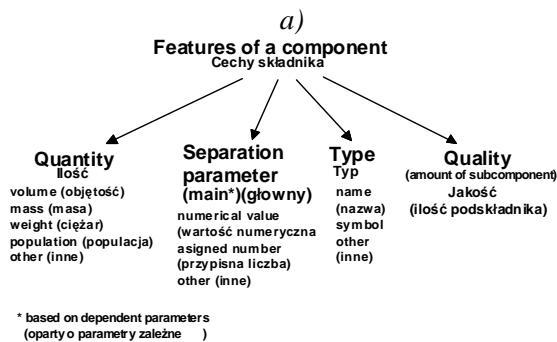 a)
Features of a component
Cechy składnika
Quantity
Ilość
volume (objętość)
mass (masa)
weight (ciężar)
population (populacja)
other (inne)
Separation
parameter
(main*)(głowny)
numerical value
(wartość numeryczna
asigned number
(przypisna liczba)
other (inne)
Type
Typ
name
(nazwa)
symbol
other
(inne)
Quality
(amount of subcomponent)
Jakość
(ilość podskładnika)
* based on dependent parameters
(oparty o parametry zależne )